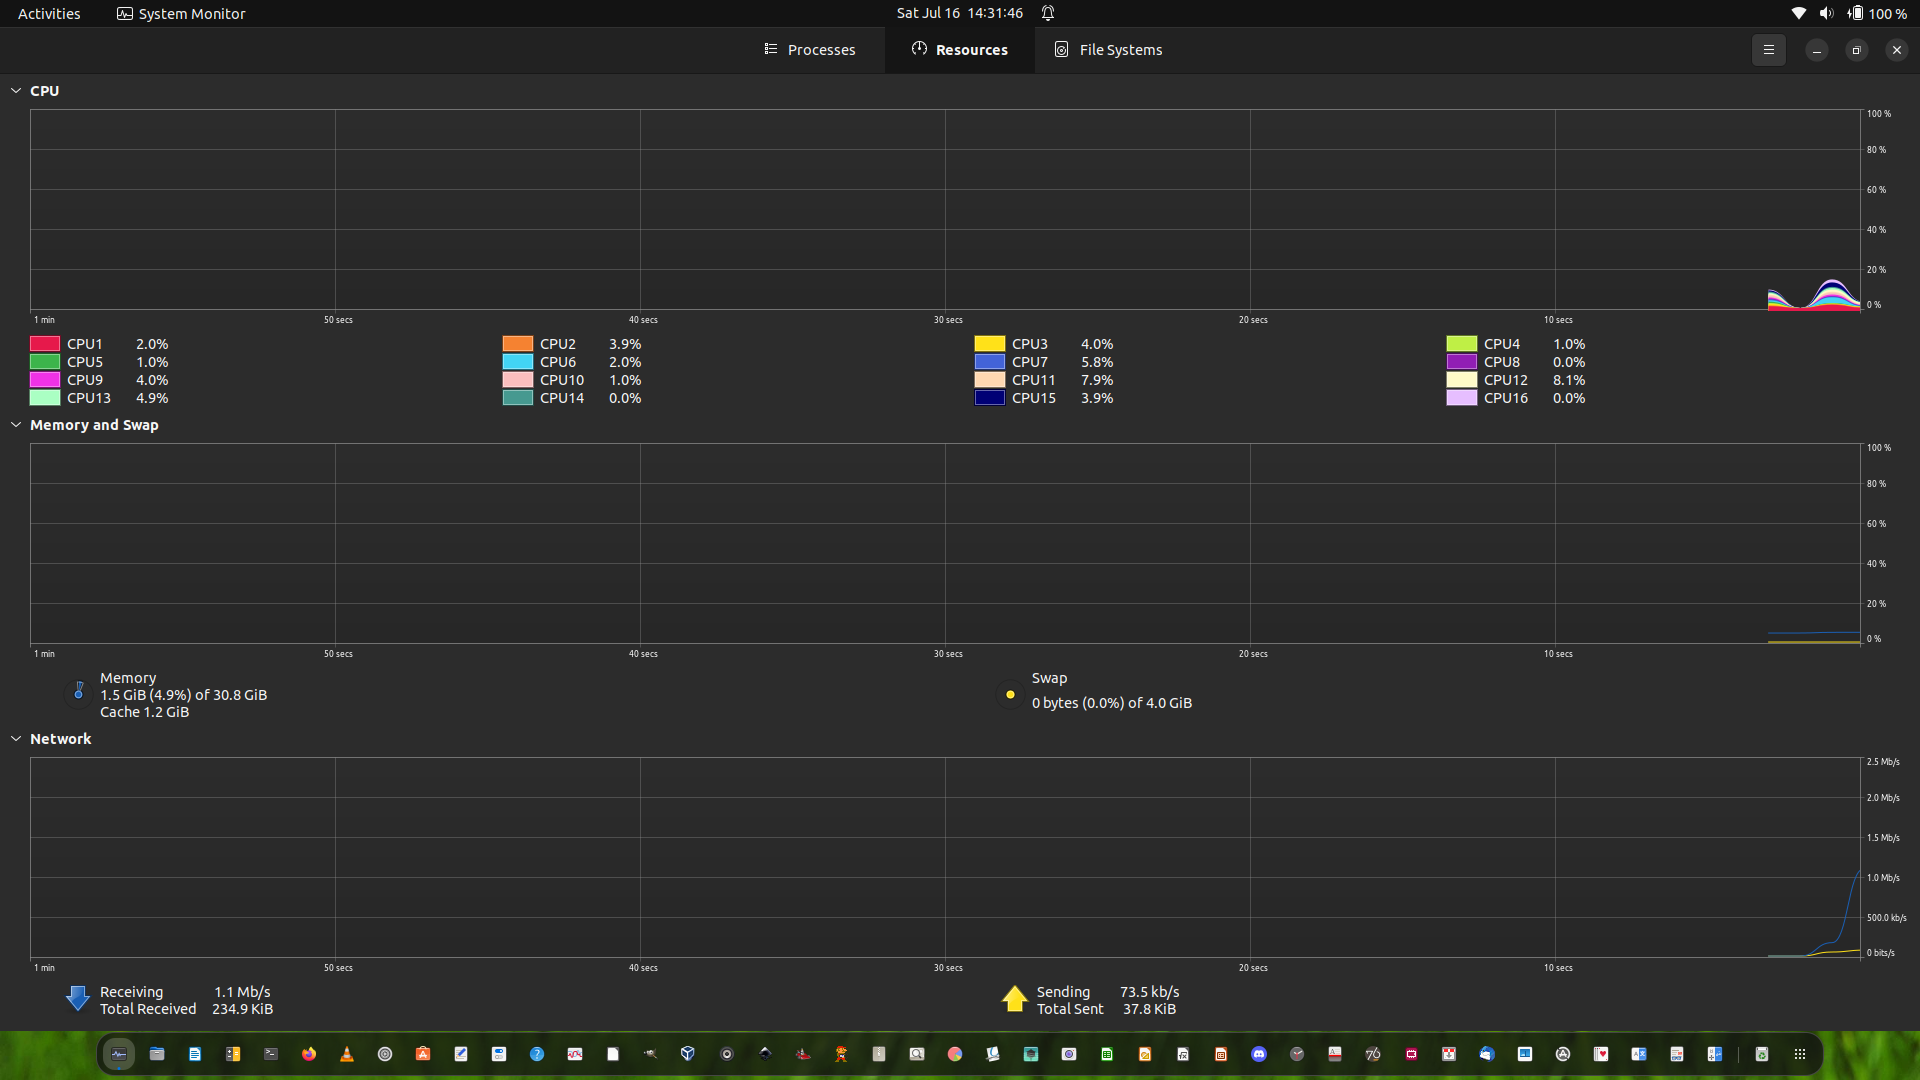 Activities System Monitor Sat Jul 16 14:31:46 100 %
Processes Resources File Systems
CPU
100 %
80 %
60 %
40 %
20 %
0 %
1 min 50 secs 40 secs 30 secs 20 secs 10 secs
CPU1 2.0% CPU2 3.9% CPU3 4.0% CPU4 1.0%
CPU5 1.0% CPU6 2.0% CPU7 5.8% CPU8 0.0%
CPU9 4.0% CPU10 1.0% CPU11 7.9% CPU12 8.1%
CPU13 4.9% CPU14 0.0% CPU15 3.9% CPU16 0.0%
Memory and Swap
100 %
80 %
60 %
40 %
20 %
0 %
1 min 50 secs 40 secs 30 secs 20 secs 10 secs
Memory Swap
1.5 GiB (4.9%) of 30.8 GiB 0 bytes (0.0%) of 4.0 GiB
Cache 1.2 GiB
Network
2.5 Mb/s
2.0 Mb/s
1.5 Mb/s
1.0 Mb/s
500.0 kb/s
0 bits/s
1 min 50 secs 40 secs 30 secs 20 secs 10 secs
Receiving 1.1 Mb/s Sending 73.5 kb/s
Total Received 234.9 KiB Total Sent 37.8 KiB